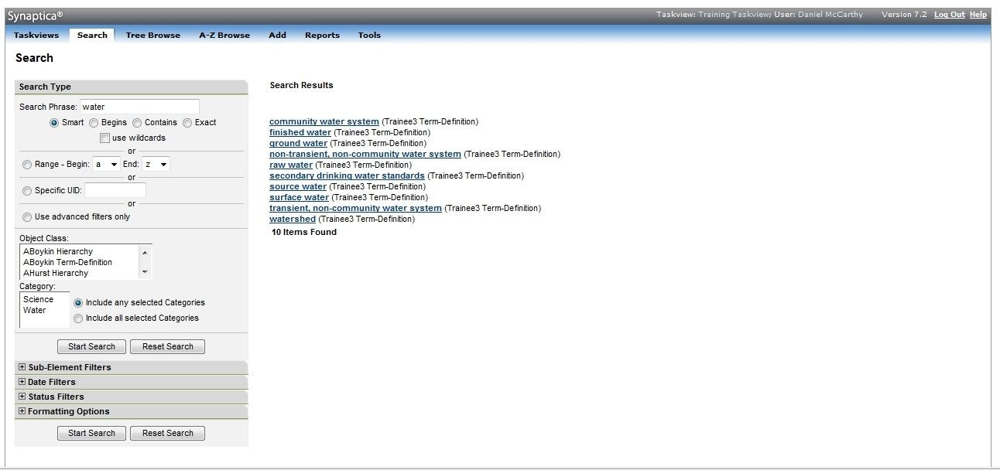 Synaptica®
Taskview: Training Taskview; User: Daniel McCarthy Version 7.2 Log Out Help
Taskviews Search Tree Browse A-Z Browse Add Reports Tools
Search
Search Type
Search Phrase: water
Smart Begins Contains Exact
use wildcards
or
Range - Begin: a End: z
or
Specific UID:
or
Use advanced filters only
Object Class:
ABoykin Hierarchy
ABoykin Term-Definition
AHurst Hierarchy
Category:
Science
Water
Include any selected Categories
Include all selected Categories
Start Search Reset Search
Sub-Element Filters
Date Filters
Status Filters
Formatting Options
Start Search Reset Search
Search Results
community water system (Trainee3 Term-Definition)
finished water (Trainee3 Term-Definition)
ground water (Trainee3 Term-Definition)
non-transient, non-community water system (Trainee3 Term-Definition)
raw water (Trainee3 Term-Definition)
secondary drinking water standards (Trainee3 Term-Definition)
source water (Trainee3 Term-Definition)
surface water (Trainee3 Term-Definition)
transient, non-community water system (Trainee3 Term-Definition)
watershed (Trainee3 Term-Definition)
10 Items Found